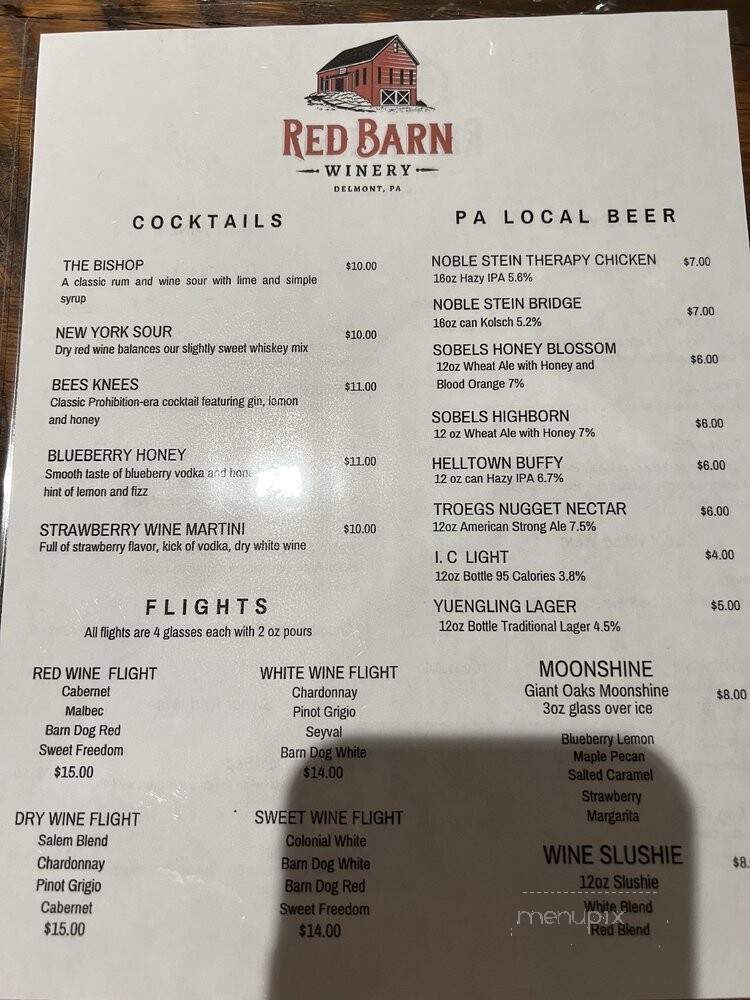 RED BARN
WINERY
DELMONT, PA
COCKTAILS
THE BISHOP $10.00
A classic rum and wine sour with lime and simple
syrup
NEW YORK SOUR $10.00
Dry red wine balances our slightly sweet whiskey mix
BEES KNEES $11.00
Classic Prohibition-era cocktail featuring gin, lemon
and honey
BLUEBERRY HONEY $11.00
Smooth taste of blueberry vodka and
hint of lemon and fizz
STRAWBERRY WINE MARTINI $10.00
Full of strawberry flavor, kick of vodka, dry white wine
PA LOCAL BEER
NOBLE STEIN THERAPY CHICKEN $7.00
16oz Hazy IPA 5.6%
NOBLE STEIN BRIDGE $7.00
16oz can Kolsch 5.2%
SOBELS HONEY BLOSSOM $6.00
12oz Wheat Ale with Honey and
Blood Orange 7%
SOBELS HIGHBORN $6.00
12 oz Wheat Ale with Honey 7%
HELLTOWN BUFFY $6.00
12 oz can Hazy IPA 6.7%
TROEGS NUGGET NECTAR $6.00
12oz American Strong Ale 7.5%
I. C LIGHT $4.00
12oz Bottle 95 Calories 3.8%
YUENGLING LAGER $5.00
12oz Bottle Traditional Lager 4.5%
FLIGHTS
All flights are 4 glasses each with 2 oz pours
RED WINE FLIGHT
Cabernet
Malbec
Barn Dog Red
Sweet Freedom
$15.00
WHITE WINE FLIGHT
Chardonnay
Pinot Grigio
Seyval
Barn Dog White
$14.00
DRY WINE FLIGHT
Salem Blend
Chardonnay
Pinot Grigio
Cabernet
$15.00
SWEET WINE FLIGHT
Colonial White
Barn Dog White
Barn Dog Red
Sweet Freedom
$14.00
MOONSHINE
Giant Oaks Moonshine $8.00
3oz glass over ice
Blueberry Lemon
Maple Pecan
Salted Caramel
Strawberry
Margarita
WINE SLUSHIE $8.
12oz Slushie
White Blend
Red Blend
menupix